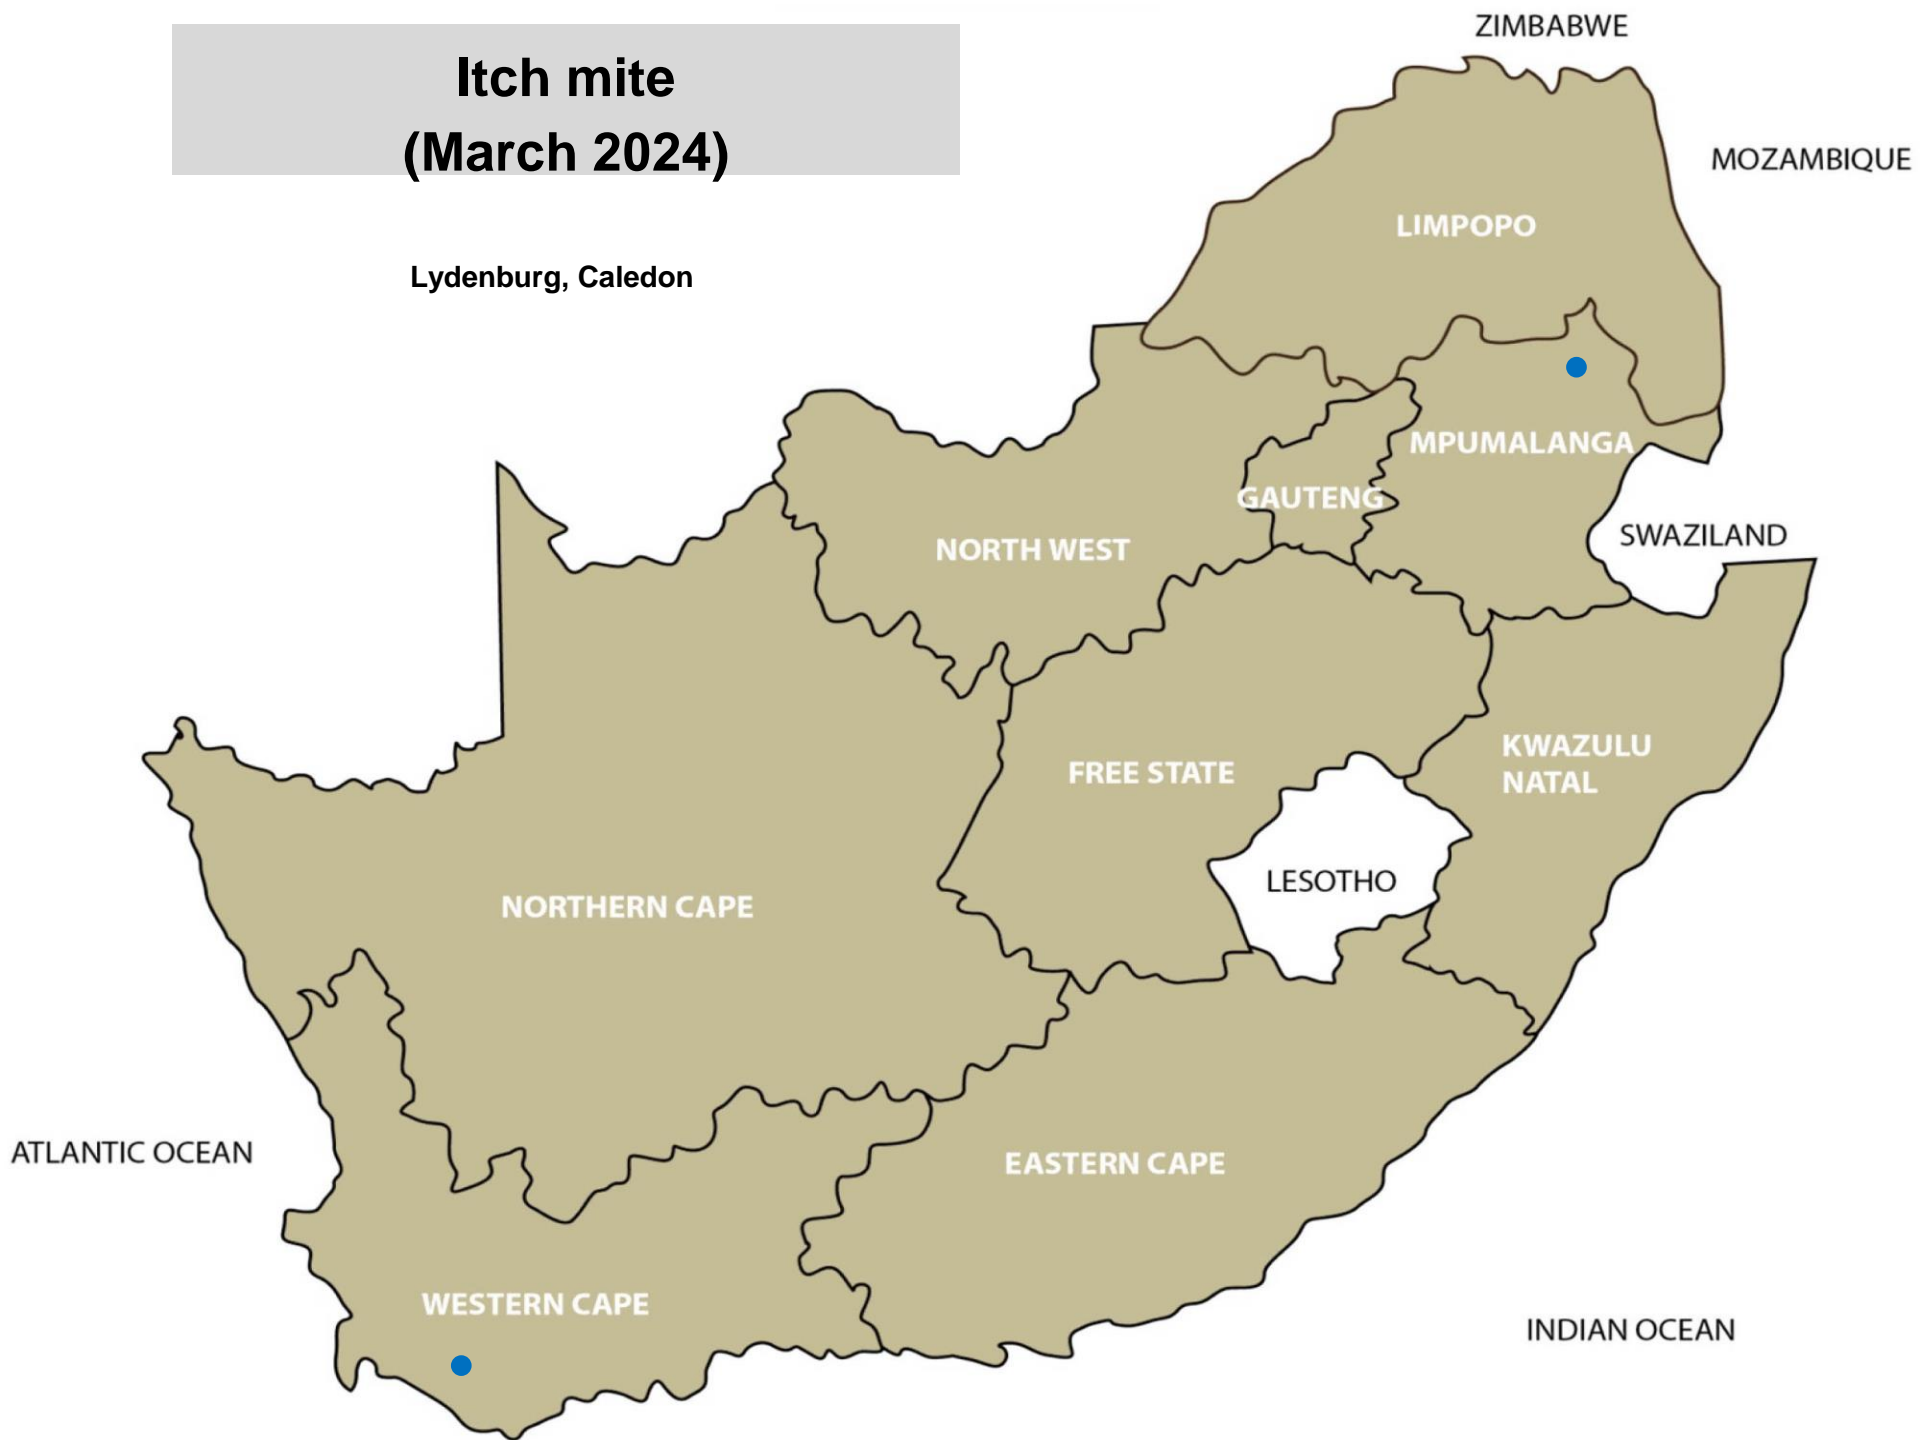 Itch mite
(March 2024)
Lydenburg, Caledon
ZIMBABWE
MOZAMBIQUE
LIMPOPO
MPUMALANGA
GAUTENG
SWAZILAND
NORTH WEST
KWAZULU
NATAL
FREE STATE
LESOTHO
NORTHERN CAPE
ATLANTIC OCEAN
EASTERN CAPE
WESTERN CAPE
INDIAN OCEAN